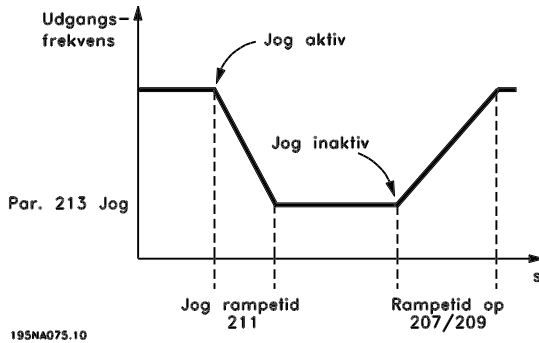 Udgangs-
frekvens
Jog aktiv
Jog inaktiv
Par. 213 Jog
s
Jog rampetid
211
Rampetid op
207/209
195NA075.10